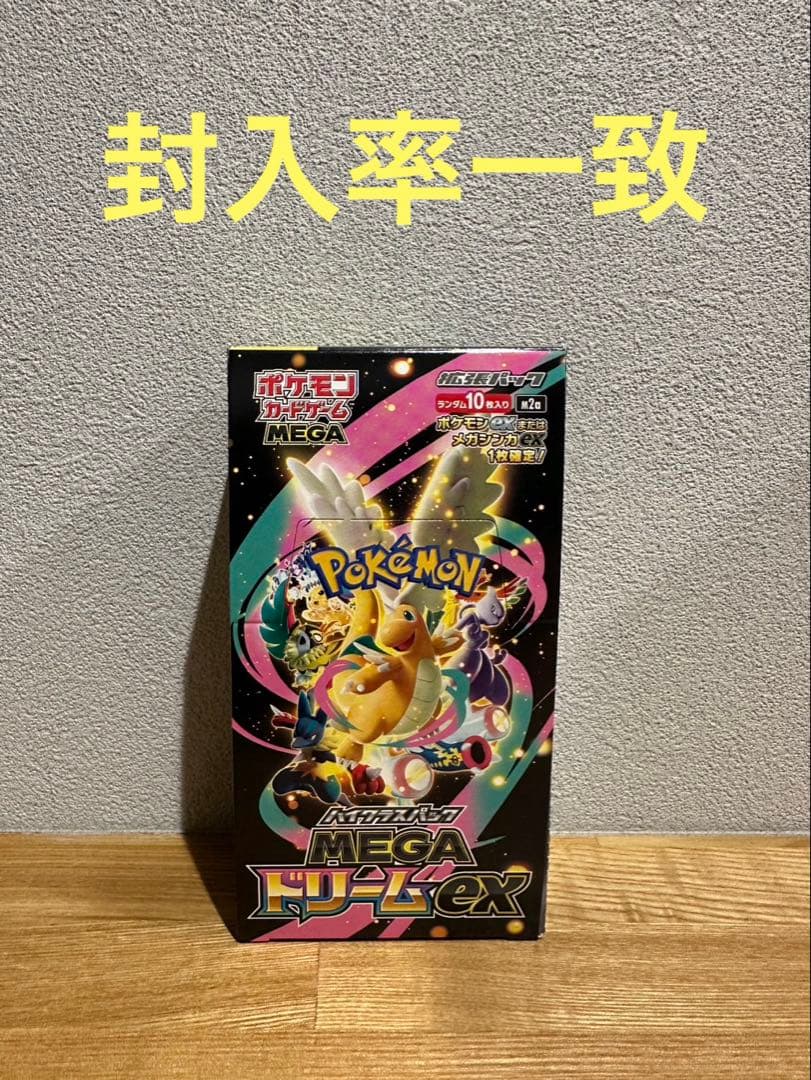 封入率一致
ポケモン
カードゲーム
MEGA
拡張パック
ランダム10枚入り M2a
ポケモンexまたは
メガシンカex
1枚確定!
POKéMON
ハイクラスパック
MEGA
ドリームex